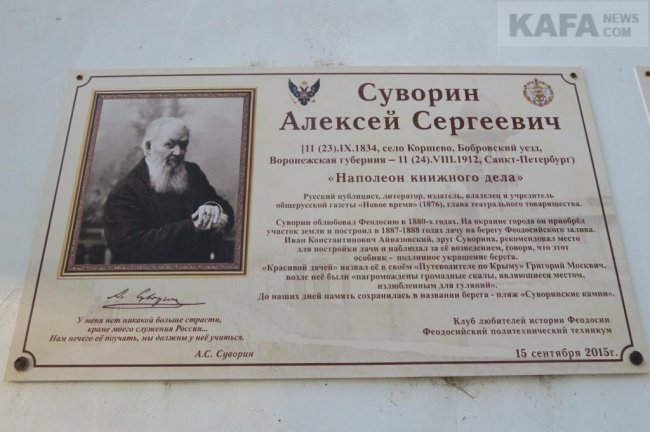 KAFA NEWS .COM
Суворин
Алексей Сергеевич
[11 (23).IX.1834, село Коршево, Бобровский уезд,
Воронежская губерния – 11 (24).VIII.1912, Санкт-Петербург)
«Наполеон книжного дела»
Русский публицист, литератор, издатель, владелец и учредитель
общерусской газеты «Новое время» (1876), глава театрального товарищества.
Суворин облюбовал Феодосию в 1880-х годах. На окраине города он приобрёл
участок земли и построил в 1887-1888 годах дачу на берегу Феодосийского залива.
Иван Константинович Айвазовский, друг Суворина, рекомендовал место
для постройки дачи и наблюдал за её возведением, говоря, что этот
особняк - подлинное украшение берега.
«Красивой дачей» назвал её в своём «Путеводителе по Крыму» Григорий Москвич,
возле неё были «нагромождены громадные скалы, являющиеся местом,
излюбленным для гуляний».
До наших дней память сохранилась в названии берега - пляж «Суворинские камни».
У меня нет никакой больше страсти,
кроме моего служения России...
Нам нечего её поучать, мы должны у неё учиться.
А.С. Суворин
Клуб любителей истории Феодосии
Феодосийский политехнический техникум
15 сентября 2015г.